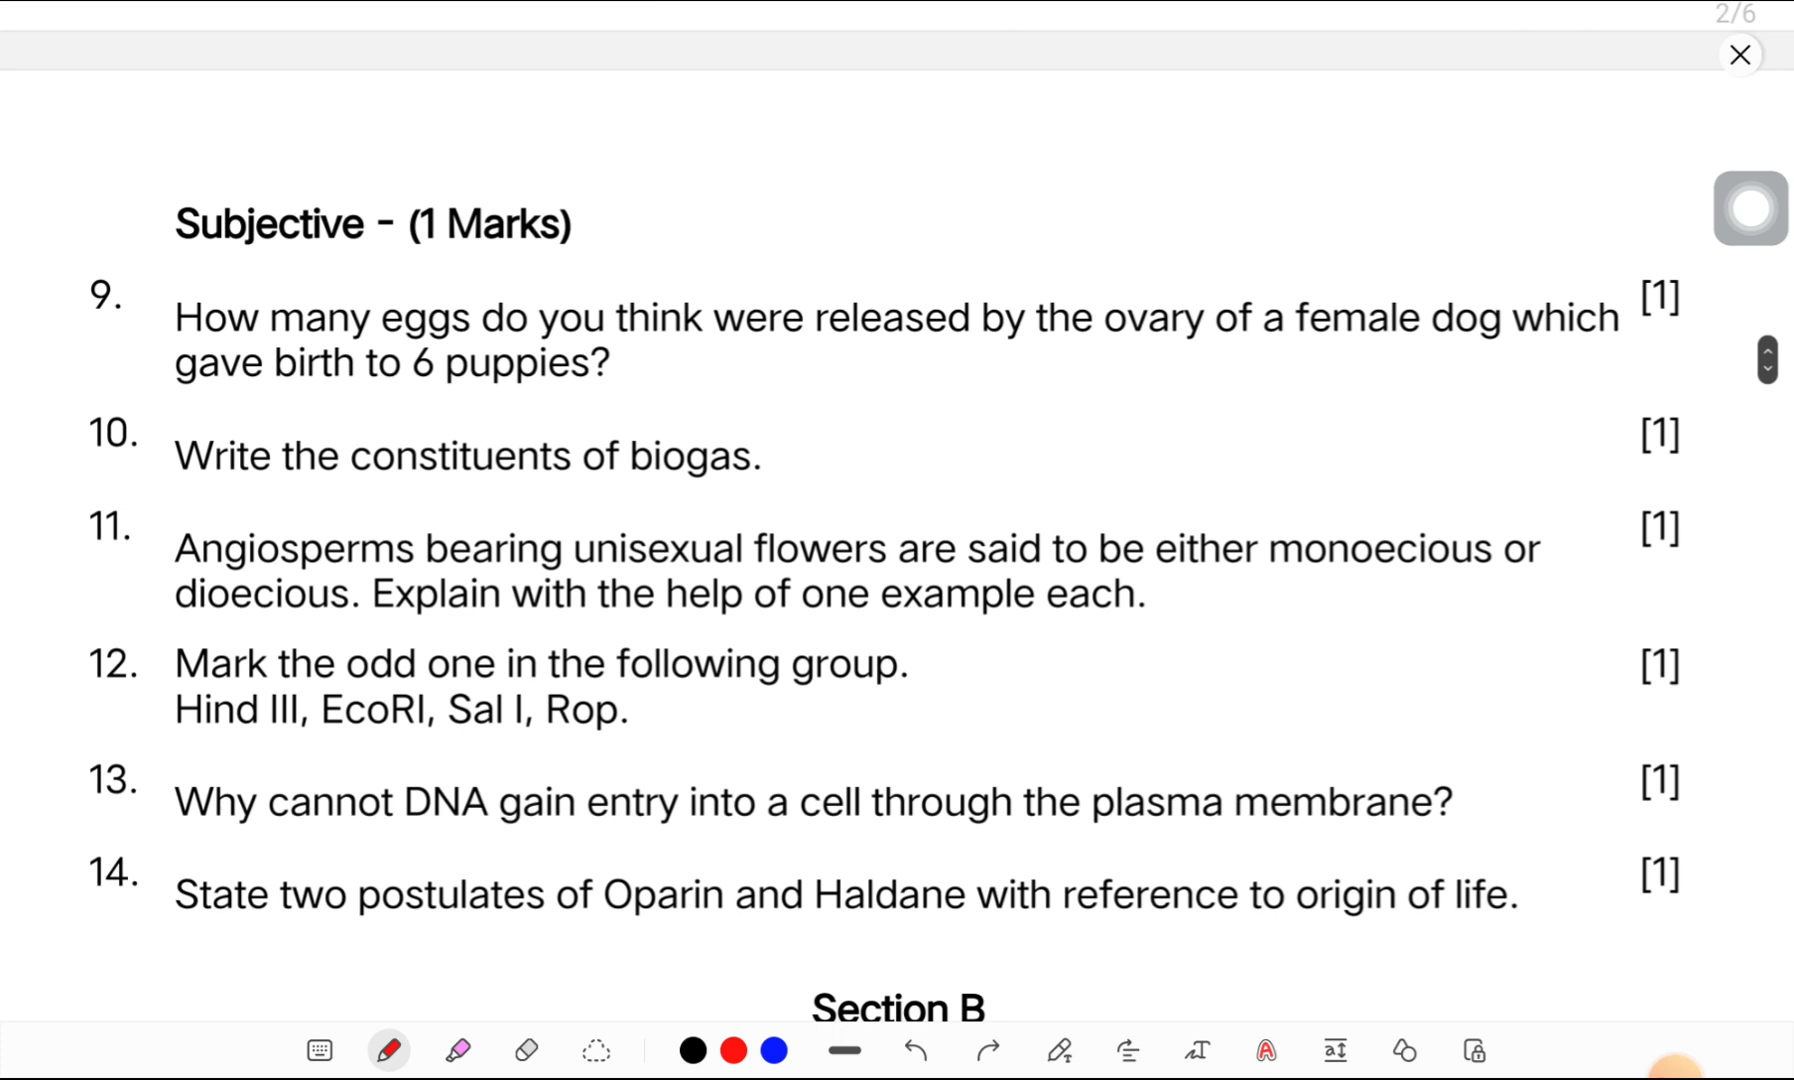 2/6
Subjective - (1 Marks)
9. How many eggs do you think were released by the ovary of a female dog which [1]
gave birth to 6 puppies?
10. Write the constituents of biogas. [1]
11. Angiosperms bearing unisexual flowers are said to be either monoecious or [1]
dioecious. Explain with the help of one example each.
12. Mark the odd one in the following group. [1]
Hind III, EcoRI, Sal I, Rop.
13. Why cannot DNA gain entry into a cell through the plasma membrane? [1]
14. State two postulates of Oparin and Haldane with reference to origin of life. [1]
Section B